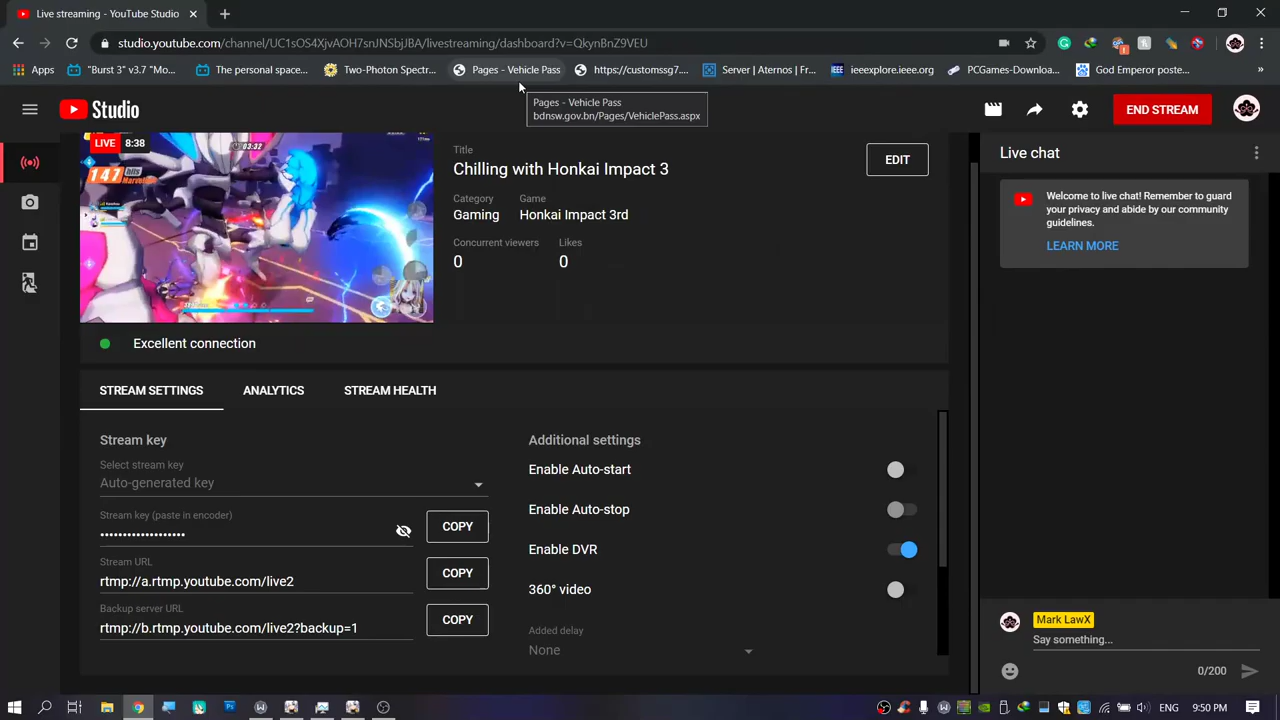 Live streaming - YouTube Studio
studio.youtube.com/channel/UC1sOS4XjvAOH7snJNSbjJBA/livestreaming/dashboard?v=QkynBnZ9VEU
Apps
"Burst 3" v3.7 "Mo...
The personal space...
Two-Photon Spectr...
Pages - Vehicle Pass
https://customssg7....
Server | Aternos | Fr...
ieeexplore.ieee.org
PCGames-Download...
God Emperor poste...
»
Pages - Vehicle Pass
bdnsw.gov.bn/Pages/VehiclePass.aspx
Studio
END STREAM
LIVE 8:38
03:32
147 hits
Title
Chilling with Honkai Impact 3
EDIT
Category
Gaming
Game
Honkai Impact 3rd
Concurrent viewers
0
Likes
0
Excellent connection
STREAM SETTINGS
ANALYTICS
STREAM HEALTH
Stream key
Select stream key
Auto-generated key
Stream key (paste in encoder)
•••••••••••••••••••
COPY
Stream URL
rtmp://a.rtmp.youtube.com/live2
COPY
Backup server URL
rtmp://b.rtmp.youtube.com/live2?backup=1
COPY
Additional settings
Enable Auto-start
Enable Auto-stop
Enable DVR
360° video
Added delay
None
Live chat
Welcome to live chat! Remember to guard
your privacy and abide by our community
guidelines.
LEARN MORE
Mark LawX
Say something...
0/200
ENG
9:50 PM